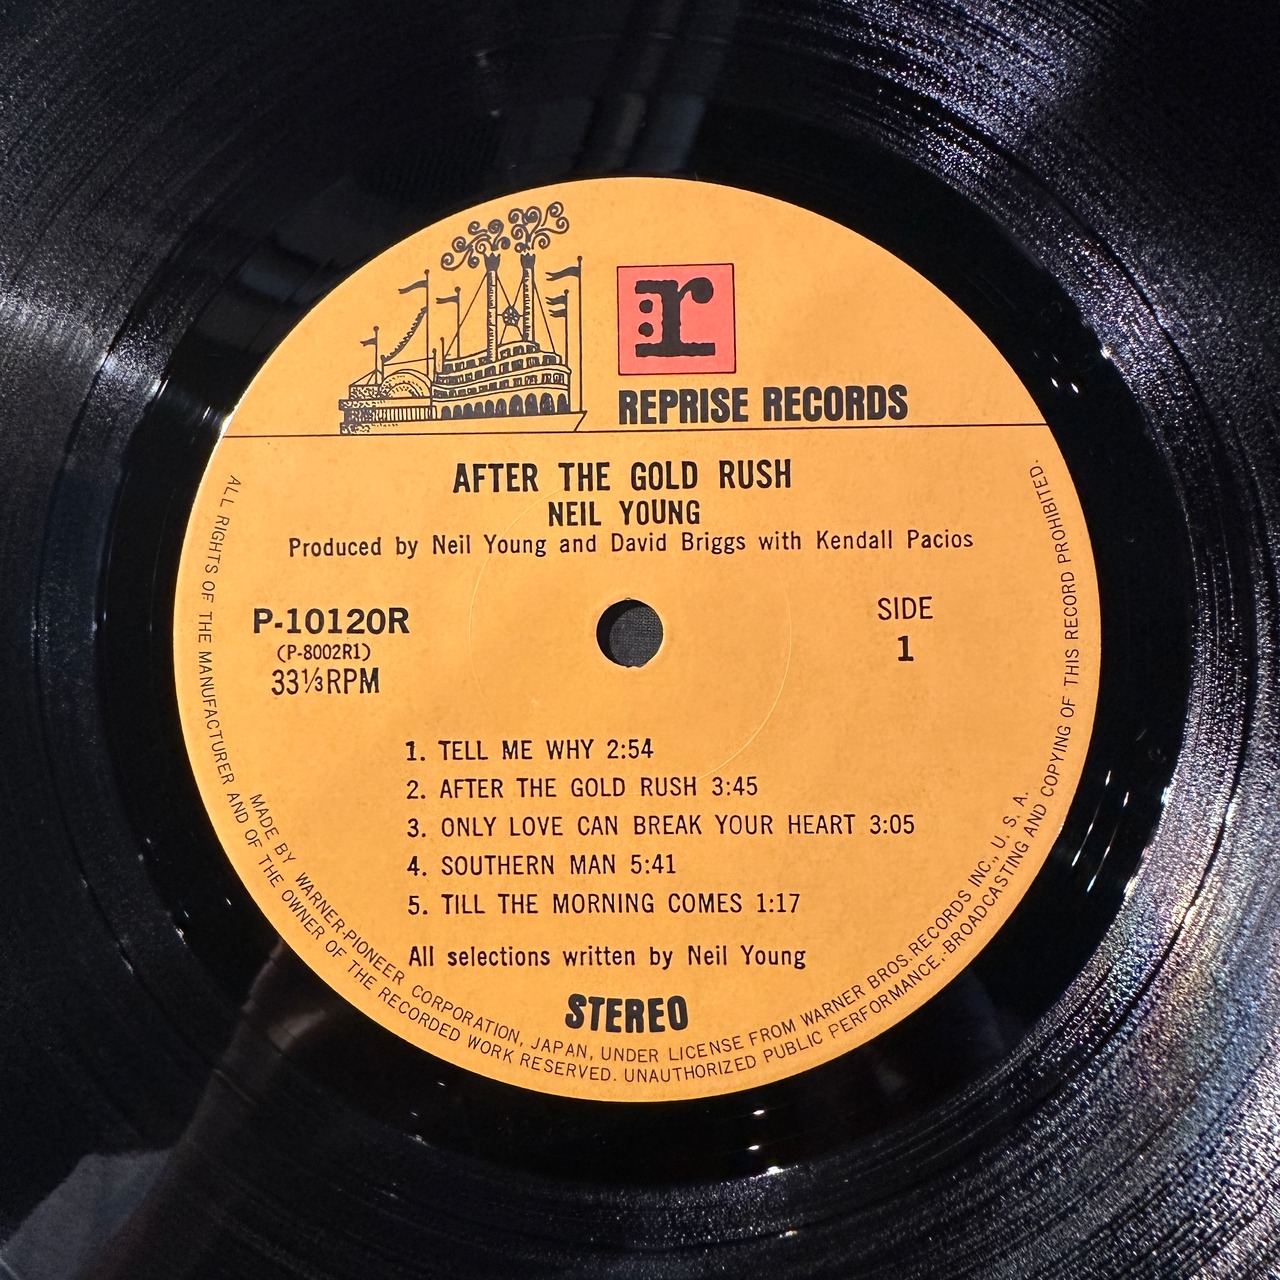 r
REPRISE RECORDS
AFTER THE GOLD RUSH
NEIL YOUNG
Produced by Neil Young and David Briggs with Kendall Pacios
P-10120R
(P-8002R1)
33⅓RPM
SIDE
1
1. TELL ME WHY 2:54
2. AFTER THE GOLD RUSH 3:45
3. ONLY LOVE CAN BREAK YOUR HEART 3:05
4. SOUTHERN MAN 5:41
5. TILL THE MORNING COMES 1:17
All selections written by Neil Young
STEREO
MADE BY WARNER-PIONEER CORPORATION, JAPAN, UNDER LICENSE FROM WARNER BROS. RECORDS INC., U. S. A.
ALL RIGHTS OF THE MANUFACTURER AND OF THE OWNER OF THE RECORDED WORK RESERVED. UNAUTHORIZED PUBLIC PERFORMANCE, BROADCASTING AND COPYING OF THIS RECORD PROHIBITED.